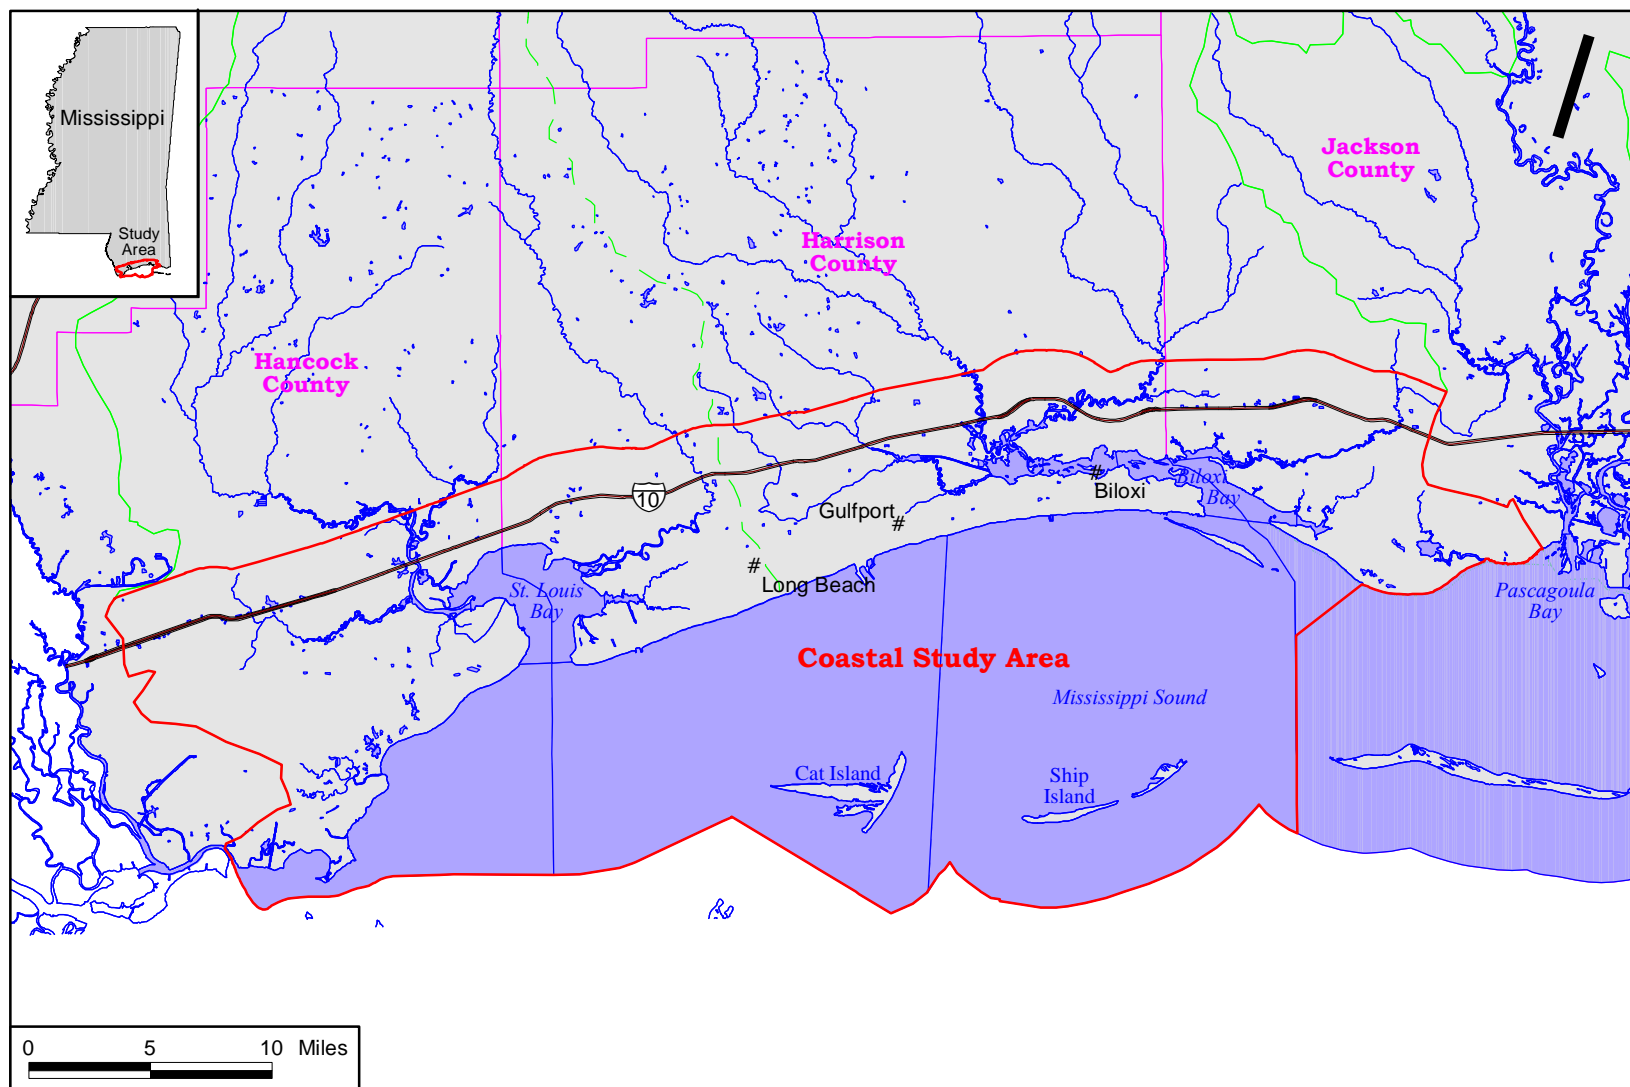 Mississippi
Study
Area
Jackson
County
Harrison
County
Hancock
County
10
Biloxi
Biloxi
Bay
Gulfport
#
#
#
Long Beach
St. Louis
Bay
Pascagoula
Bay
Coastal Study Area
Mississippi Sound
Cat Island
Ship
Island
0 5 10 Miles